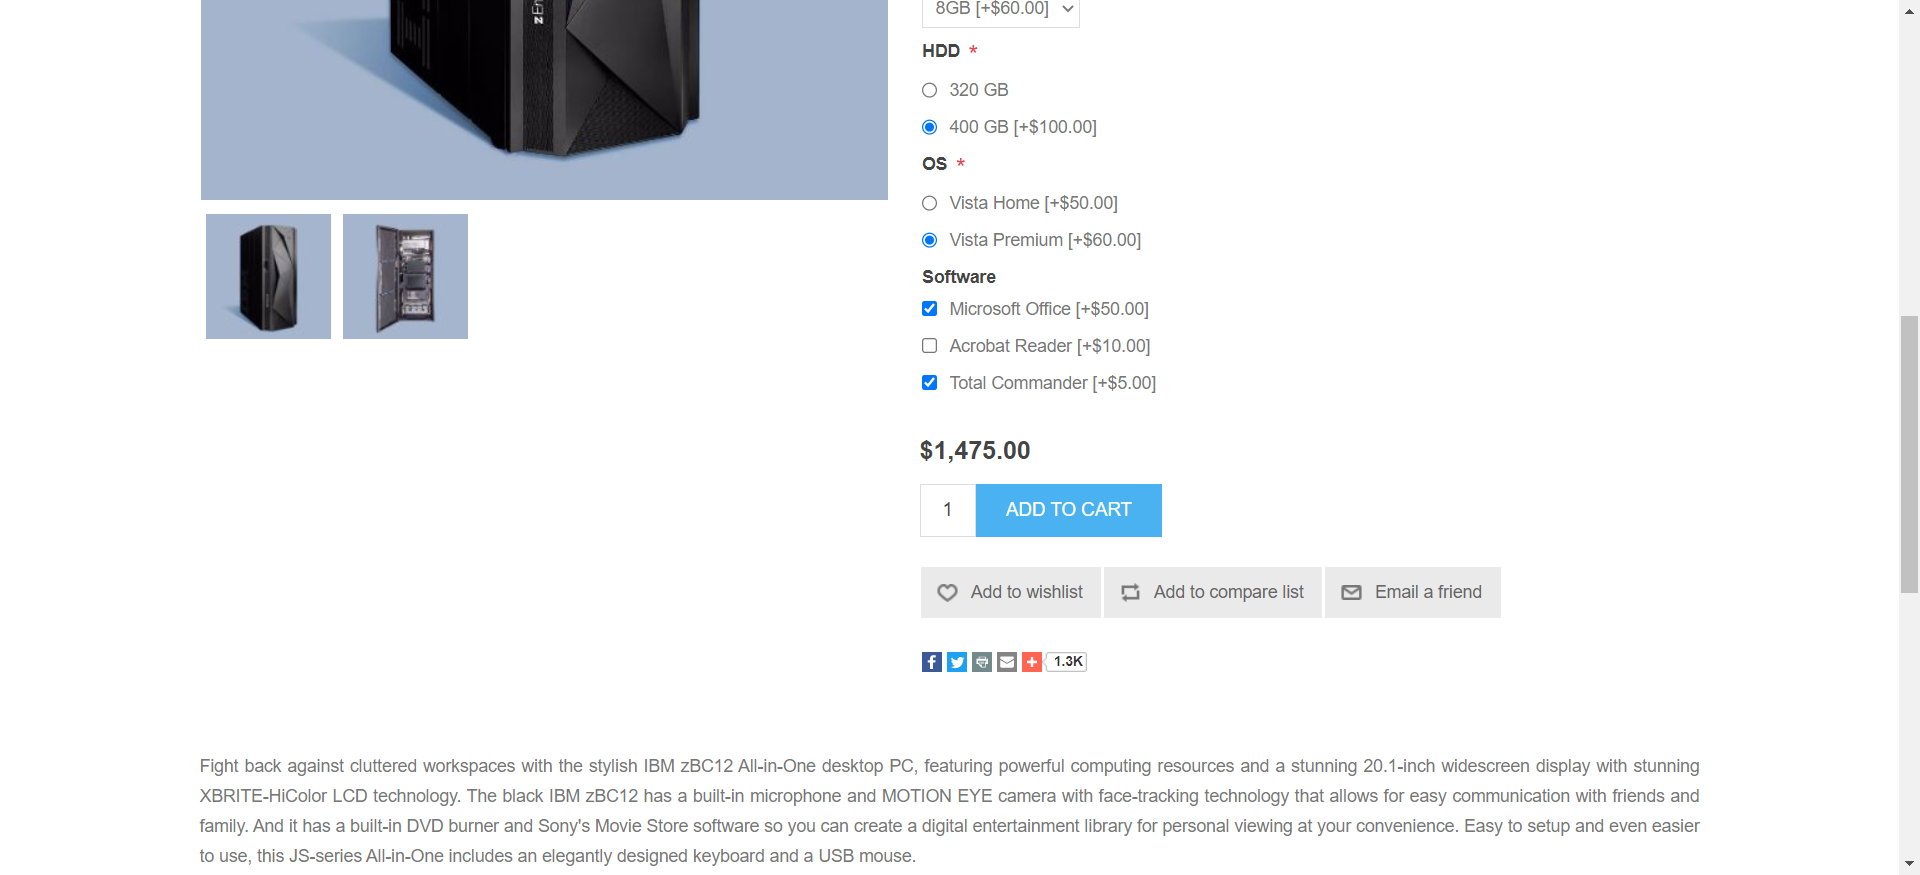 8GB [+$60.00]
HDD *
320 GB
400 GB [+$100.00]
OS *
Vista Home [+$50.00]
Vista Premium [+$60.00]
Software
Microsoft Office [+$50.00]
Acrobat Reader [+$10.00]
Total Commander [+$5.00]
$1,475.00
1 ADD TO CART
Add to wishlist Add to compare list Email a friend
1.3K
Fight back against cluttered workspaces with the stylish IBM zBC12 All-in-One desktop PC, featuring powerful computing resources and a stunning 20.1-inch widescreen display with stunning
XBRITE-HiColor LCD technology. The black IBM zBC12 has a built-in microphone and MOTION EYE camera with face-tracking technology that allows for easy communication with friends and
family. And it has a built-in DVD burner and Sony's Movie Store software so you can create a digital entertainment library for personal viewing at your convenience. Easy to setup and even easier
to use, this JS-series All-in-One includes an elegantly designed keyboard and a USB mouse.